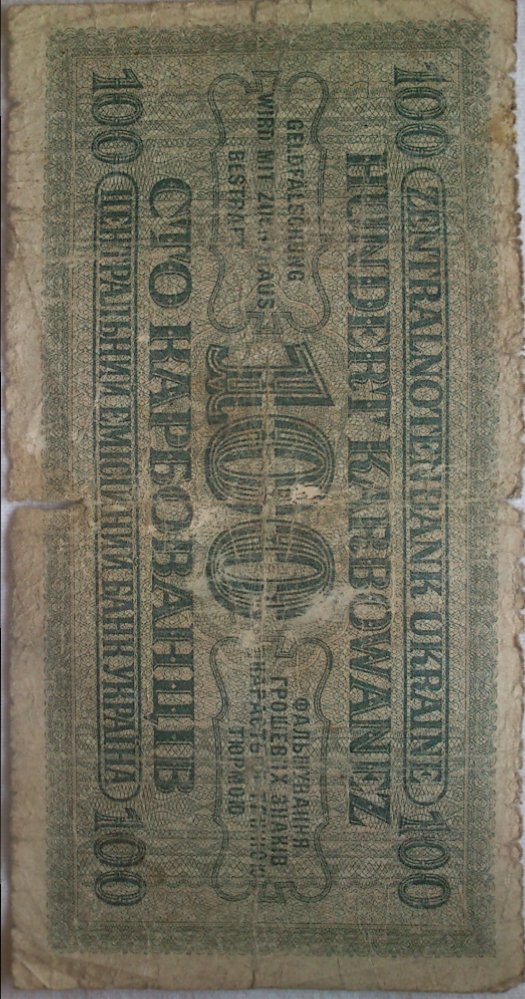 100 ZENTRALNOTENBANK UKRAINE 100
HUNDERT KARBOWANEZ
GELDFÄLSCHUNG
WIRD MIT ZUCHTHAUS
BESTRAFT
100
ФАЛЬШУВАННЯ
ГРОШЕВИХ ЗНАКІВ
КАРАЄТЬСЯ
ТЮРМОЮ
СТО КАРБОВАНЦІВ
100 ЦЕНТРАЛЬНИЙ ЕМІСІЙНИЙ БАНК УКРАЇНА 100